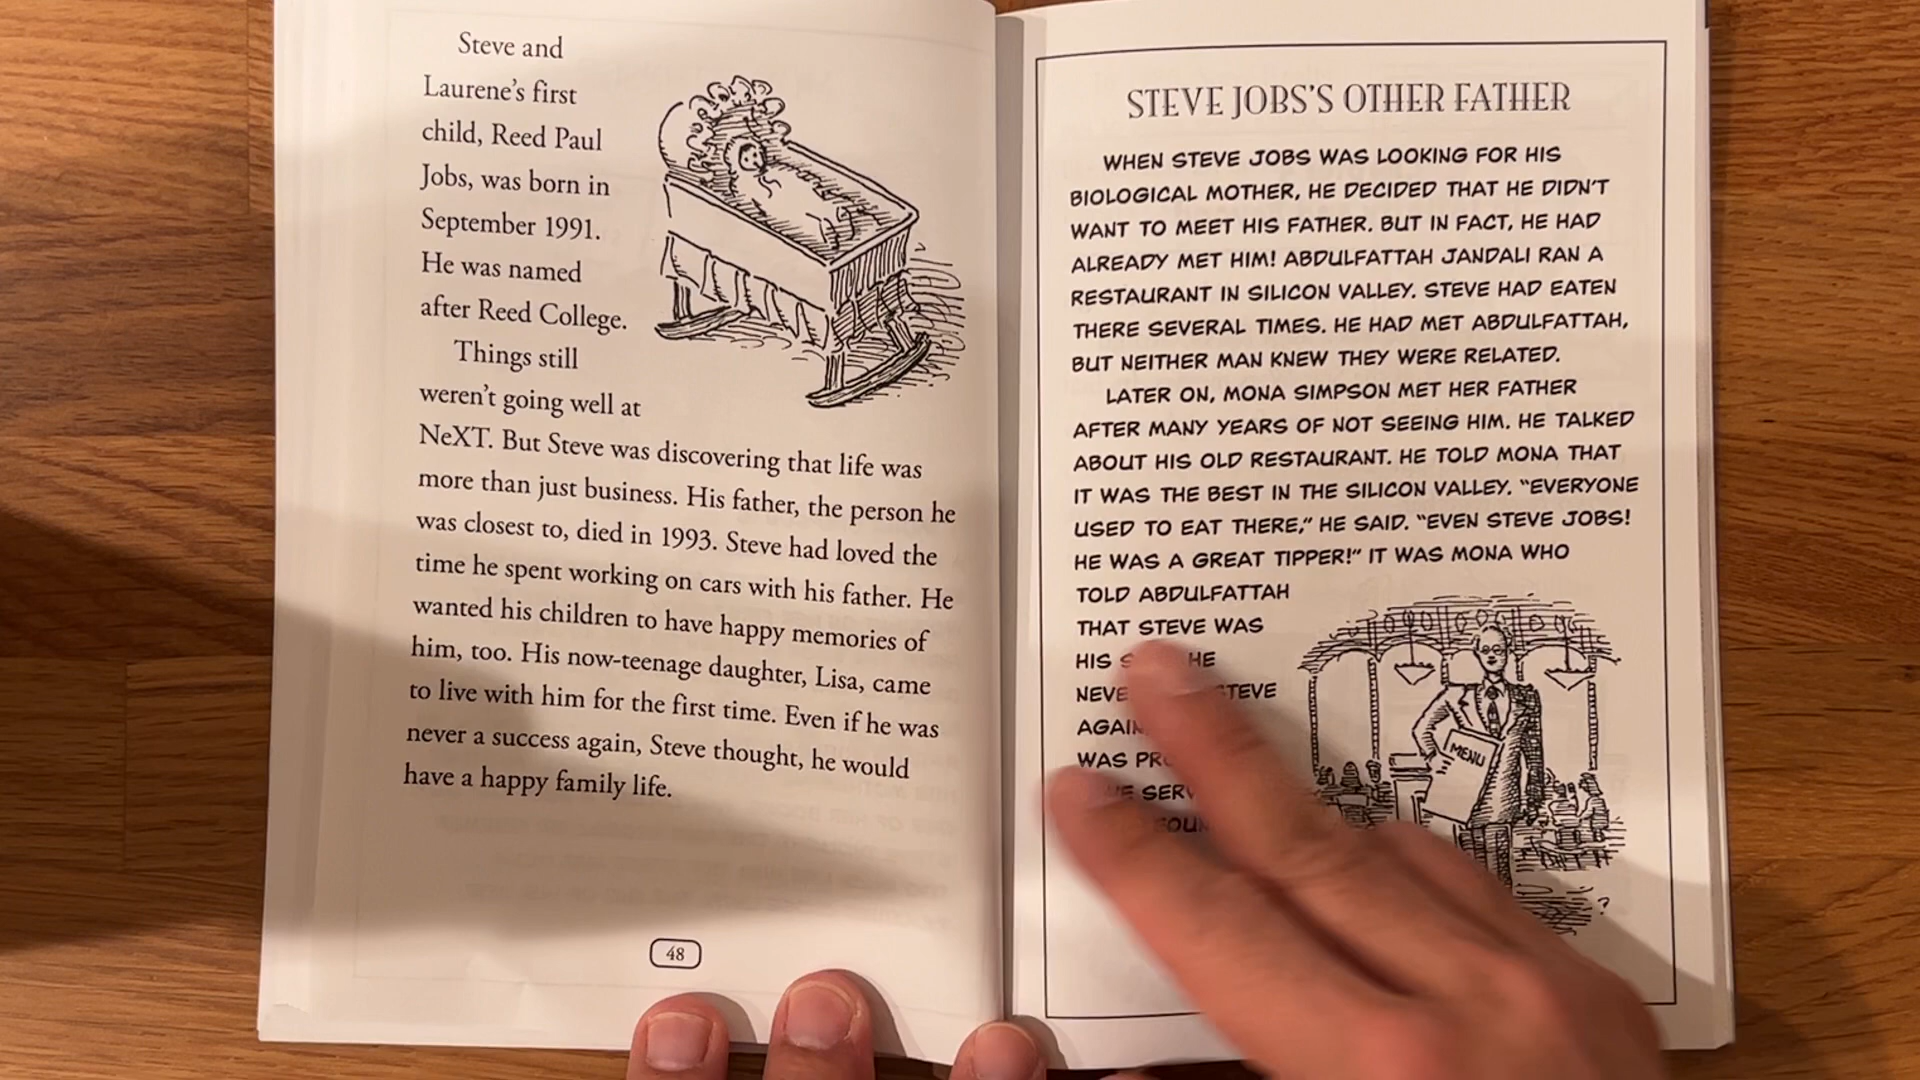 Steve and
Laurene's first
child, Reed Paul
Jobs, was born in
September 1991.
He was named
after Reed College.
Things still
weren't going well at
NeXT. But Steve was discovering that life was
more than just business. His father, the person he
was closest to, died in 1993. Steve had loved the
time he spent working on cars with his father. He
wanted his children to have happy memories of
him, too. His now-teenage daughter, Lisa, came
to live with him for the first time. Even if he was
never a success again, Steve thought, he would
have a happy family life.
48
STEVE JOBS'S OTHER FATHER
WHEN STEVE JOBS WAS LOOKING FOR HIS
BIOLOGICAL MOTHER, HE DECIDED THAT HE DIDN'T
WANT TO MEET HIS FATHER. BUT IN FACT, HE HAD
ALREADY MET HIM! ABDULFATTAH JANDALI RAN A
RESTAURANT IN SILICON VALLEY. STEVE HAD EATEN
THERE SEVERAL TIMES. HE HAD MET ABDULFATTAH,
BUT NEITHER MAN KNEW THEY WERE RELATED.
LATER ON, MONA SIMPSON MET HER FATHER
AFTER MANY YEARS OF NOT SEEING HIM. HE TALKED
ABOUT HIS OLD RESTAURANT. HE TOLD MONA THAT
IT WAS THE BEST IN THE SILICON VALLEY. "EVERYONE
USED TO EAT THERE," HE SAID. "EVEN STEVE JOBS!
HE WAS A GREAT TIPPER!" IT WAS MONA WHO
TOLD ABDULFATTAH
THAT STEVE WAS
HIS HE
STEVE
AGAIN
WAS
MENU